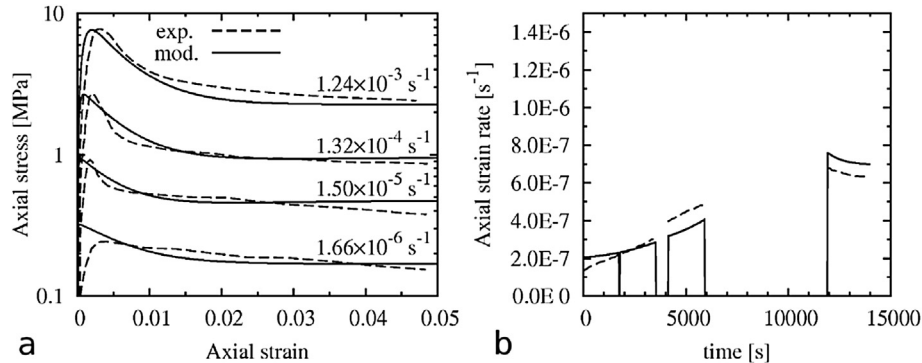 10
1
0.1
Axial stress [MPa]
exp.
mod.
1.24×10⁻³ s⁻¹
1.32×10⁻⁴ s⁻¹
1.50×10⁻⁵ s⁻¹
1.66×10⁻⁶ s⁻¹
0 0.01 0.02 0.03 0.04 0.05
Axial strain
a
Axial strain rate [s⁻¹]
1.4E-6
1.2E-6
1.0E-6
8.0E-7
6.0E-7
4.0E-7
2.0E-7
0.0E 0
0 5000 10000 15000
time [s]
b